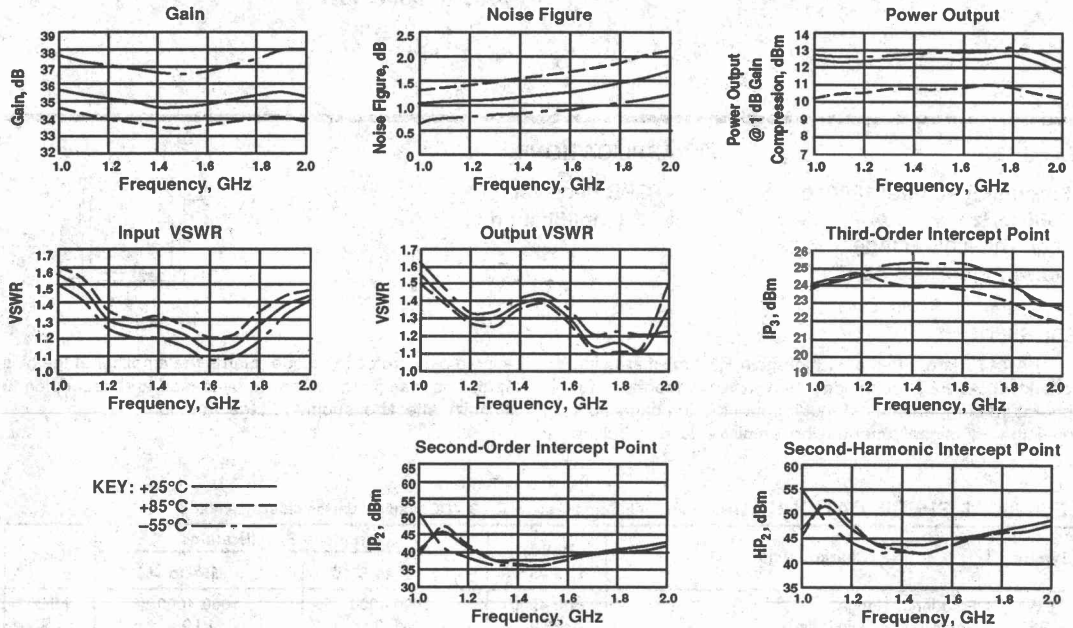 Gain
39
38
37
36
35
34
33
32
Gain, dB
1.0 1.2 1.4 1.6 1.8 2.0
Frequency, GHz
Noise Figure
2.5
2.0
1.5
1.0
0.5
0
Noise Figure, dB
1.0 1.2 1.4 1.6 1.8 2.0
Frequency, GHz
Power Output
14
13
12
11
10
9
8
7
Power Output
@ 1 dB Gain
Compression, dBm
1.0 1.2 1.4 1.6 1.8 2.0
Frequency, GHz
Input VSWR
1.7
1.6
1.5
1.4
1.3
1.2
1.1
1.0
VSWR
1.0 1.2 1.4 1.6 1.8 2.0
Frequency, GHz
Output VSWR
1.7
1.6
1.5
1.4
1.3
1.2
1.1
1.0
VSWR
1.0 1.2 1.4 1.6 1.8 2.0
Frequency, GHz
Third-Order Intercept Point
26
25
24
23
22
21
20
19
IP3, dBm
1.0 1.2 1.4 1.6 1.8 2.0
Frequency, GHz
KEY: +25°C
+85°C
–55°C
Second-Order Intercept Point
65
60
55
50
45
40
35
30
IP2, dBm
1.0 1.2 1.4 1.6 1.8 2.0
Frequency, GHz
Second-Harmonic Intercept Point
60
55
50
45
40
35
HP2, dBm
1.0 1.2 1.4 1.6 1.8 2.0
Frequency, GHz